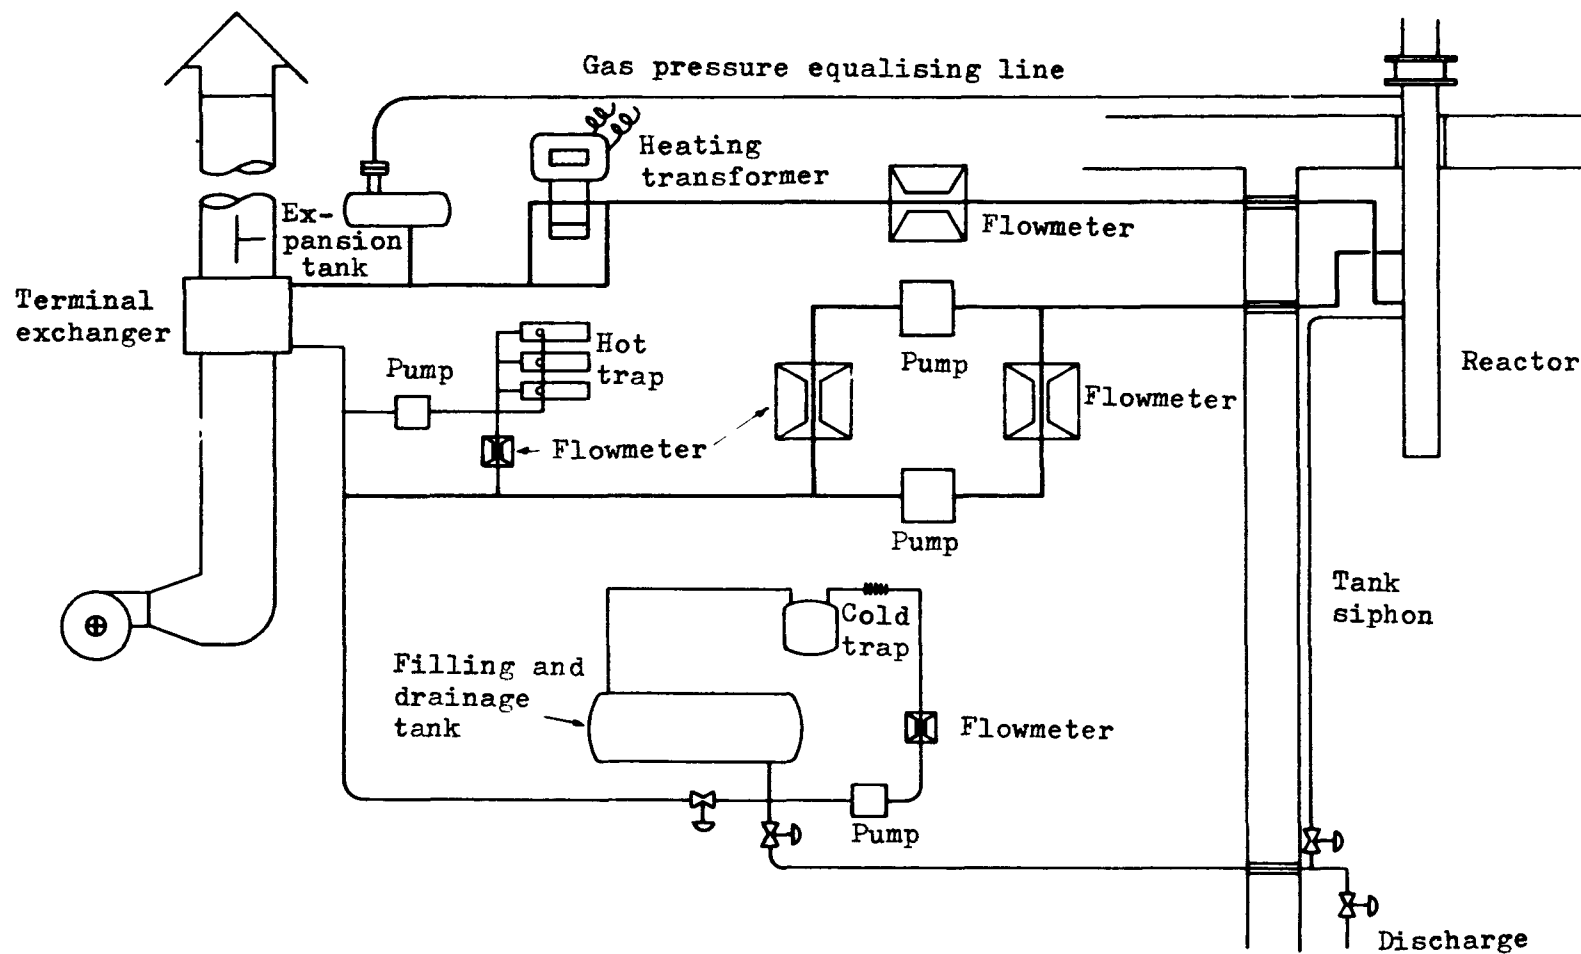 Gas pressure equalising line
Heating
transformer
Ex-
pansion
tank
Flowmeter
Terminal
exchanger
Hot
trap
Pump
Pump
Reactor
Flowmeter
Flowmeter
Pump
Tank
siphon
Cold
trap
Filling and
drainage
tank
Flowmeter
Pump
Discharge